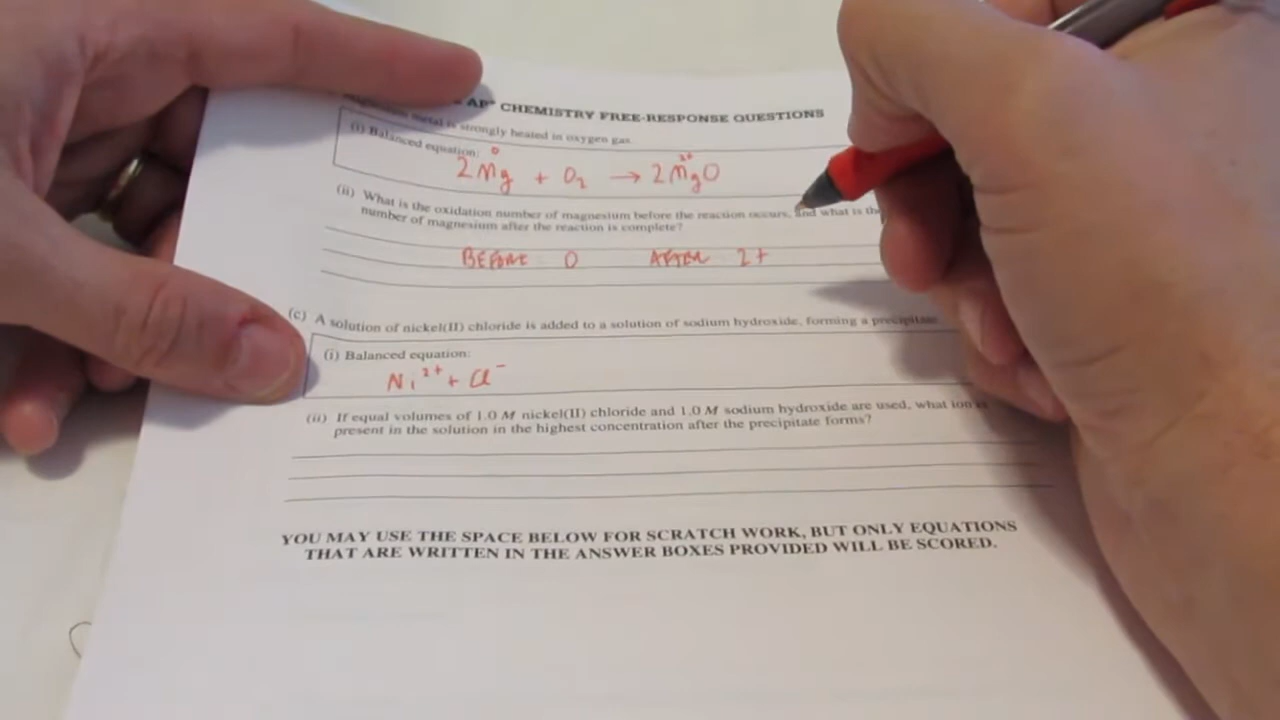 AP® CHEMISTRY FREE-RESPONSE QUESTIONS
metal is strongly heated in oxygen gas.
(i) Balanced equation:
0 2+
2Mg + O₂ → 2MgO
(ii) What is the oxidation number of magnesium before the reaction occurs, and what is the
number of magnesium after the reaction is complete?
BEFORE 0 AFTER 2+
(c) A solution of nickel(II) chloride is added to a solution of sodium hydroxide, forming a precipitate
(i) Balanced equation:
Ni²⁺ + Cl⁻
(ii) If equal volumes of 1.0 M nickel(II) chloride and 1.0 M sodium hydroxide are used, what ion is
present in the solution in the highest concentration after the precipitate forms?
YOU MAY USE THE SPACE BELOW FOR SCRATCH WORK, BUT ONLY EQUATIONS
THAT ARE WRITTEN IN THE ANSWER BOXES PROVIDED WILL BE SCORED.